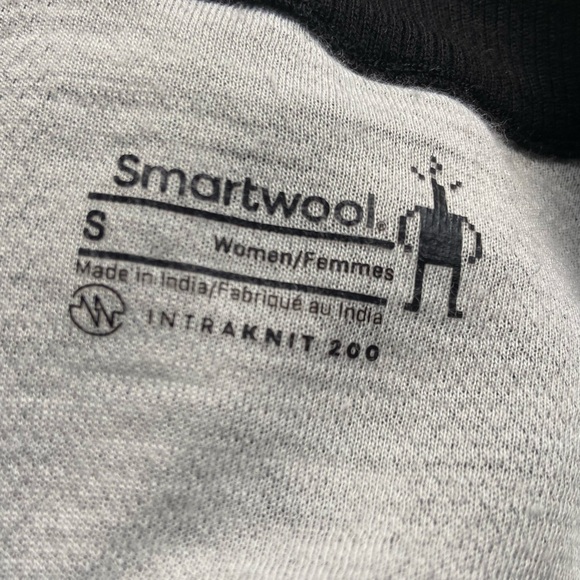 Smartwool.
S
Women/Femmes
Made in India/Fabriqué au India
INTRAKNIT 200